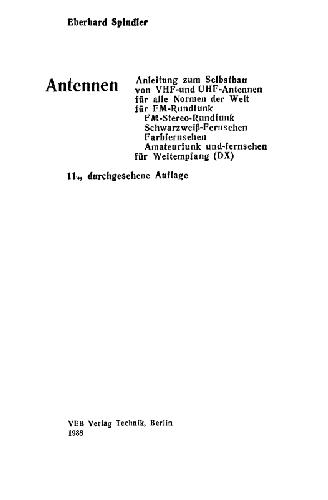 Eberhard Spindler
Antennen
Anleitung zum Selbstbau
von VHF-und UHF-Antennen
für alle Normen der Welt
für FM-Rundfunk
FM-Stereo-Rundfunk
Schwarzweiß-Fernsehen
Farbfernsehen
Amateurfunk und-fernsehen
für Weitempfang (DX)
11., durchgesehene Auflage
VEB Verlag Technik, Berlin
1988